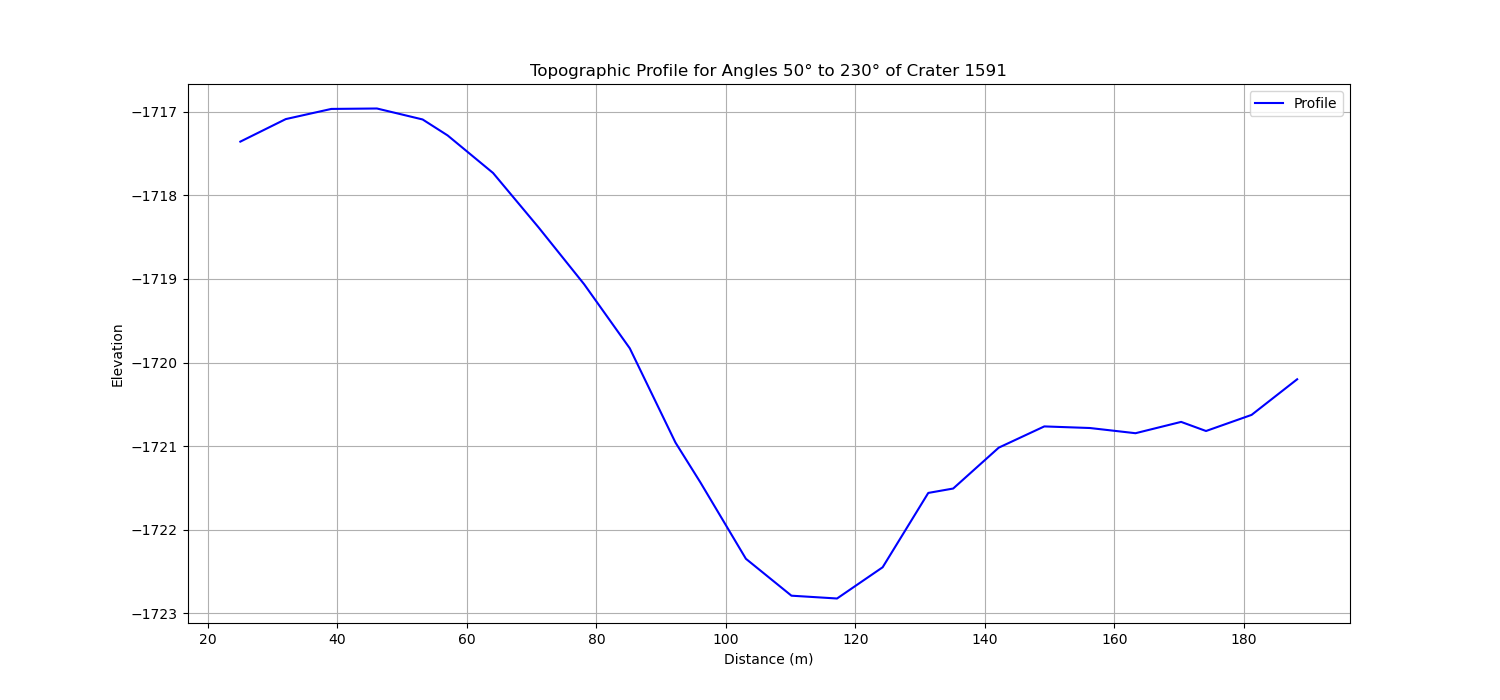 Topographic Profile for Angles 50° to 230° of Crater 1591
Profile
−1717
−1718
−1719
−1720
−1721
−1722
−1723
Elevation
20 40 60 80 100 120 140 160 180
Distance (m)